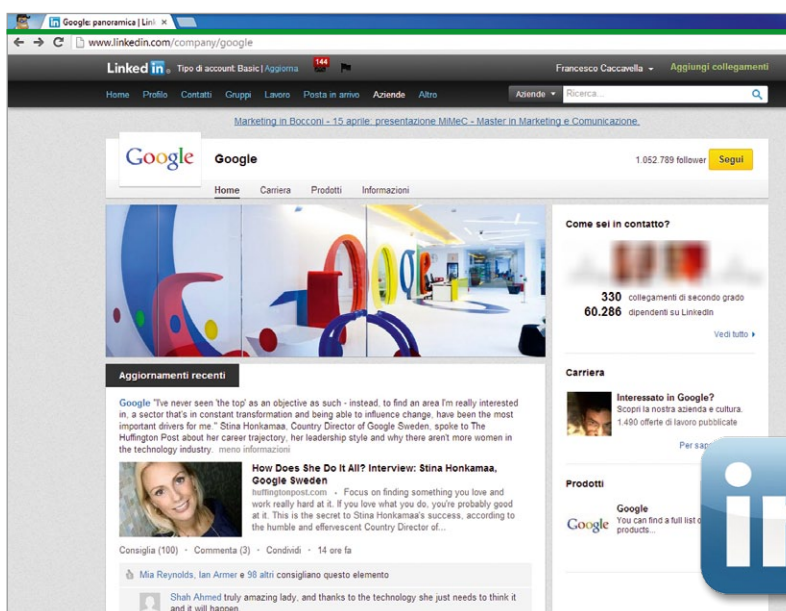 Google: panoramica | Link
www.linkedin.com/company/google
Linked in® Tipo di account: Basic | Aggiorna 144 Francesco Caccavella Aggiungi collegamenti
Home Profilo Contatti Gruppi Lavoro Posta in arrivo Aziende Altro Aziende Ricerca...
Marketing in Bocconi - 15 aprile: presentazione MiMeC - Master in Marketing e Comunicazione.
Google Google 1.052.789 follower Segui
Home Carriera Prodotti Informazioni
Google
Aggiornamenti recenti
Google "I've never seen 'the top' as an objective as such - instead, to find an area I'm really interested
in, a sector that's in constant transformation and being able to influence change, have been the most
important drivers for me." Stina Honkamaa, Country Director of Google Sweden, spoke to The
Huffington Post about her career trajectory, her leadership style and why there aren't more women in
the technology industry. meno informazioni
How Does She Do It All? Interview: Stina Honkamaa,
Google Sweden
huffingtonpost.com - Focus on finding something you love and
work really hard at it. If you love what you do, you're probably good
at it. This is the secret to Stina Honkamaa's success, according to
the humble and effervescent Country Director of...
Consiglia (100) · Commenta (3) · Condividi · 14 ore fa
Mia Reynolds, Ian Armer e 98 altri consigliano questo elemento
Shah Ahmed truly amazing lady, and thanks to the technology she just needs to think it
and it will happen
Come sei in contatto?
330 collegamenti di secondo grado
60.286 dipendenti su LinkedIn
Vedi tutto
Carriera
Interessato in Google?
Scopri la nostra azienda e cultura.
1.490 offerte di lavoro pubblicate
Per sap
Prodotti
Google
Google You can find a full list o
products...
in